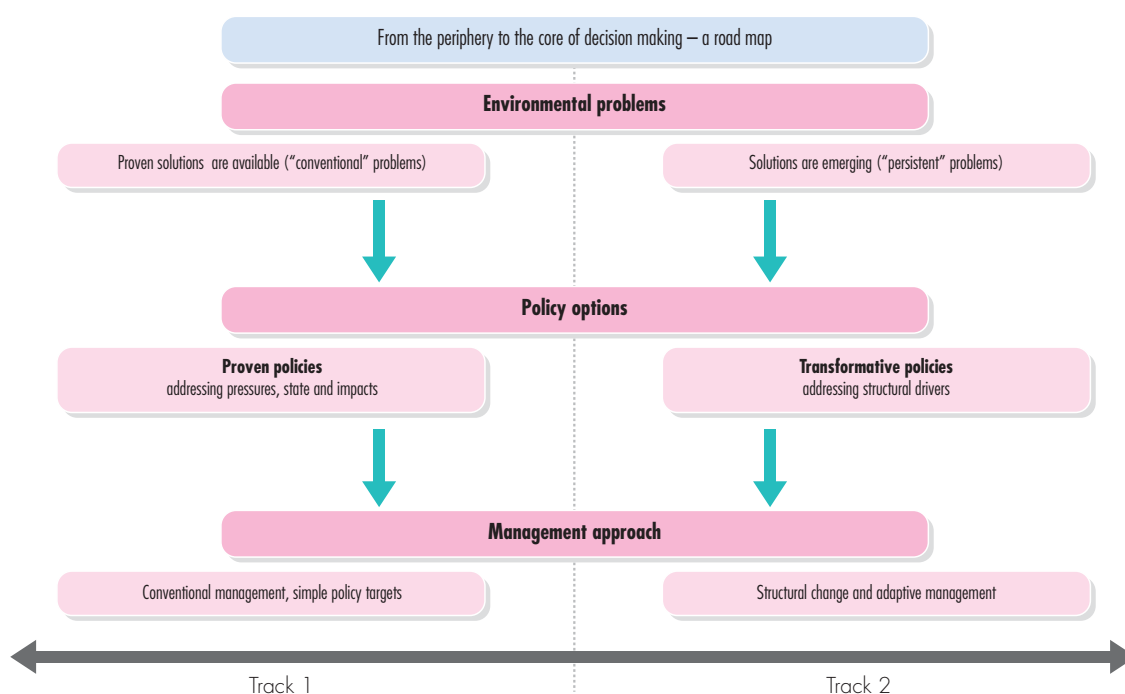 From the periphery to the core of decision making – a road map
Environmental problems
Proven solutions are available (“conventional” problems)
Solutions are emerging (“persistent” problems)
Policy options
Proven policies
addressing pressures, state and impacts
Transformative policies
addressing structural drivers
Management approach
Conventional management, simple policy targets
Structural change and adaptive management
Track 1
Track 2